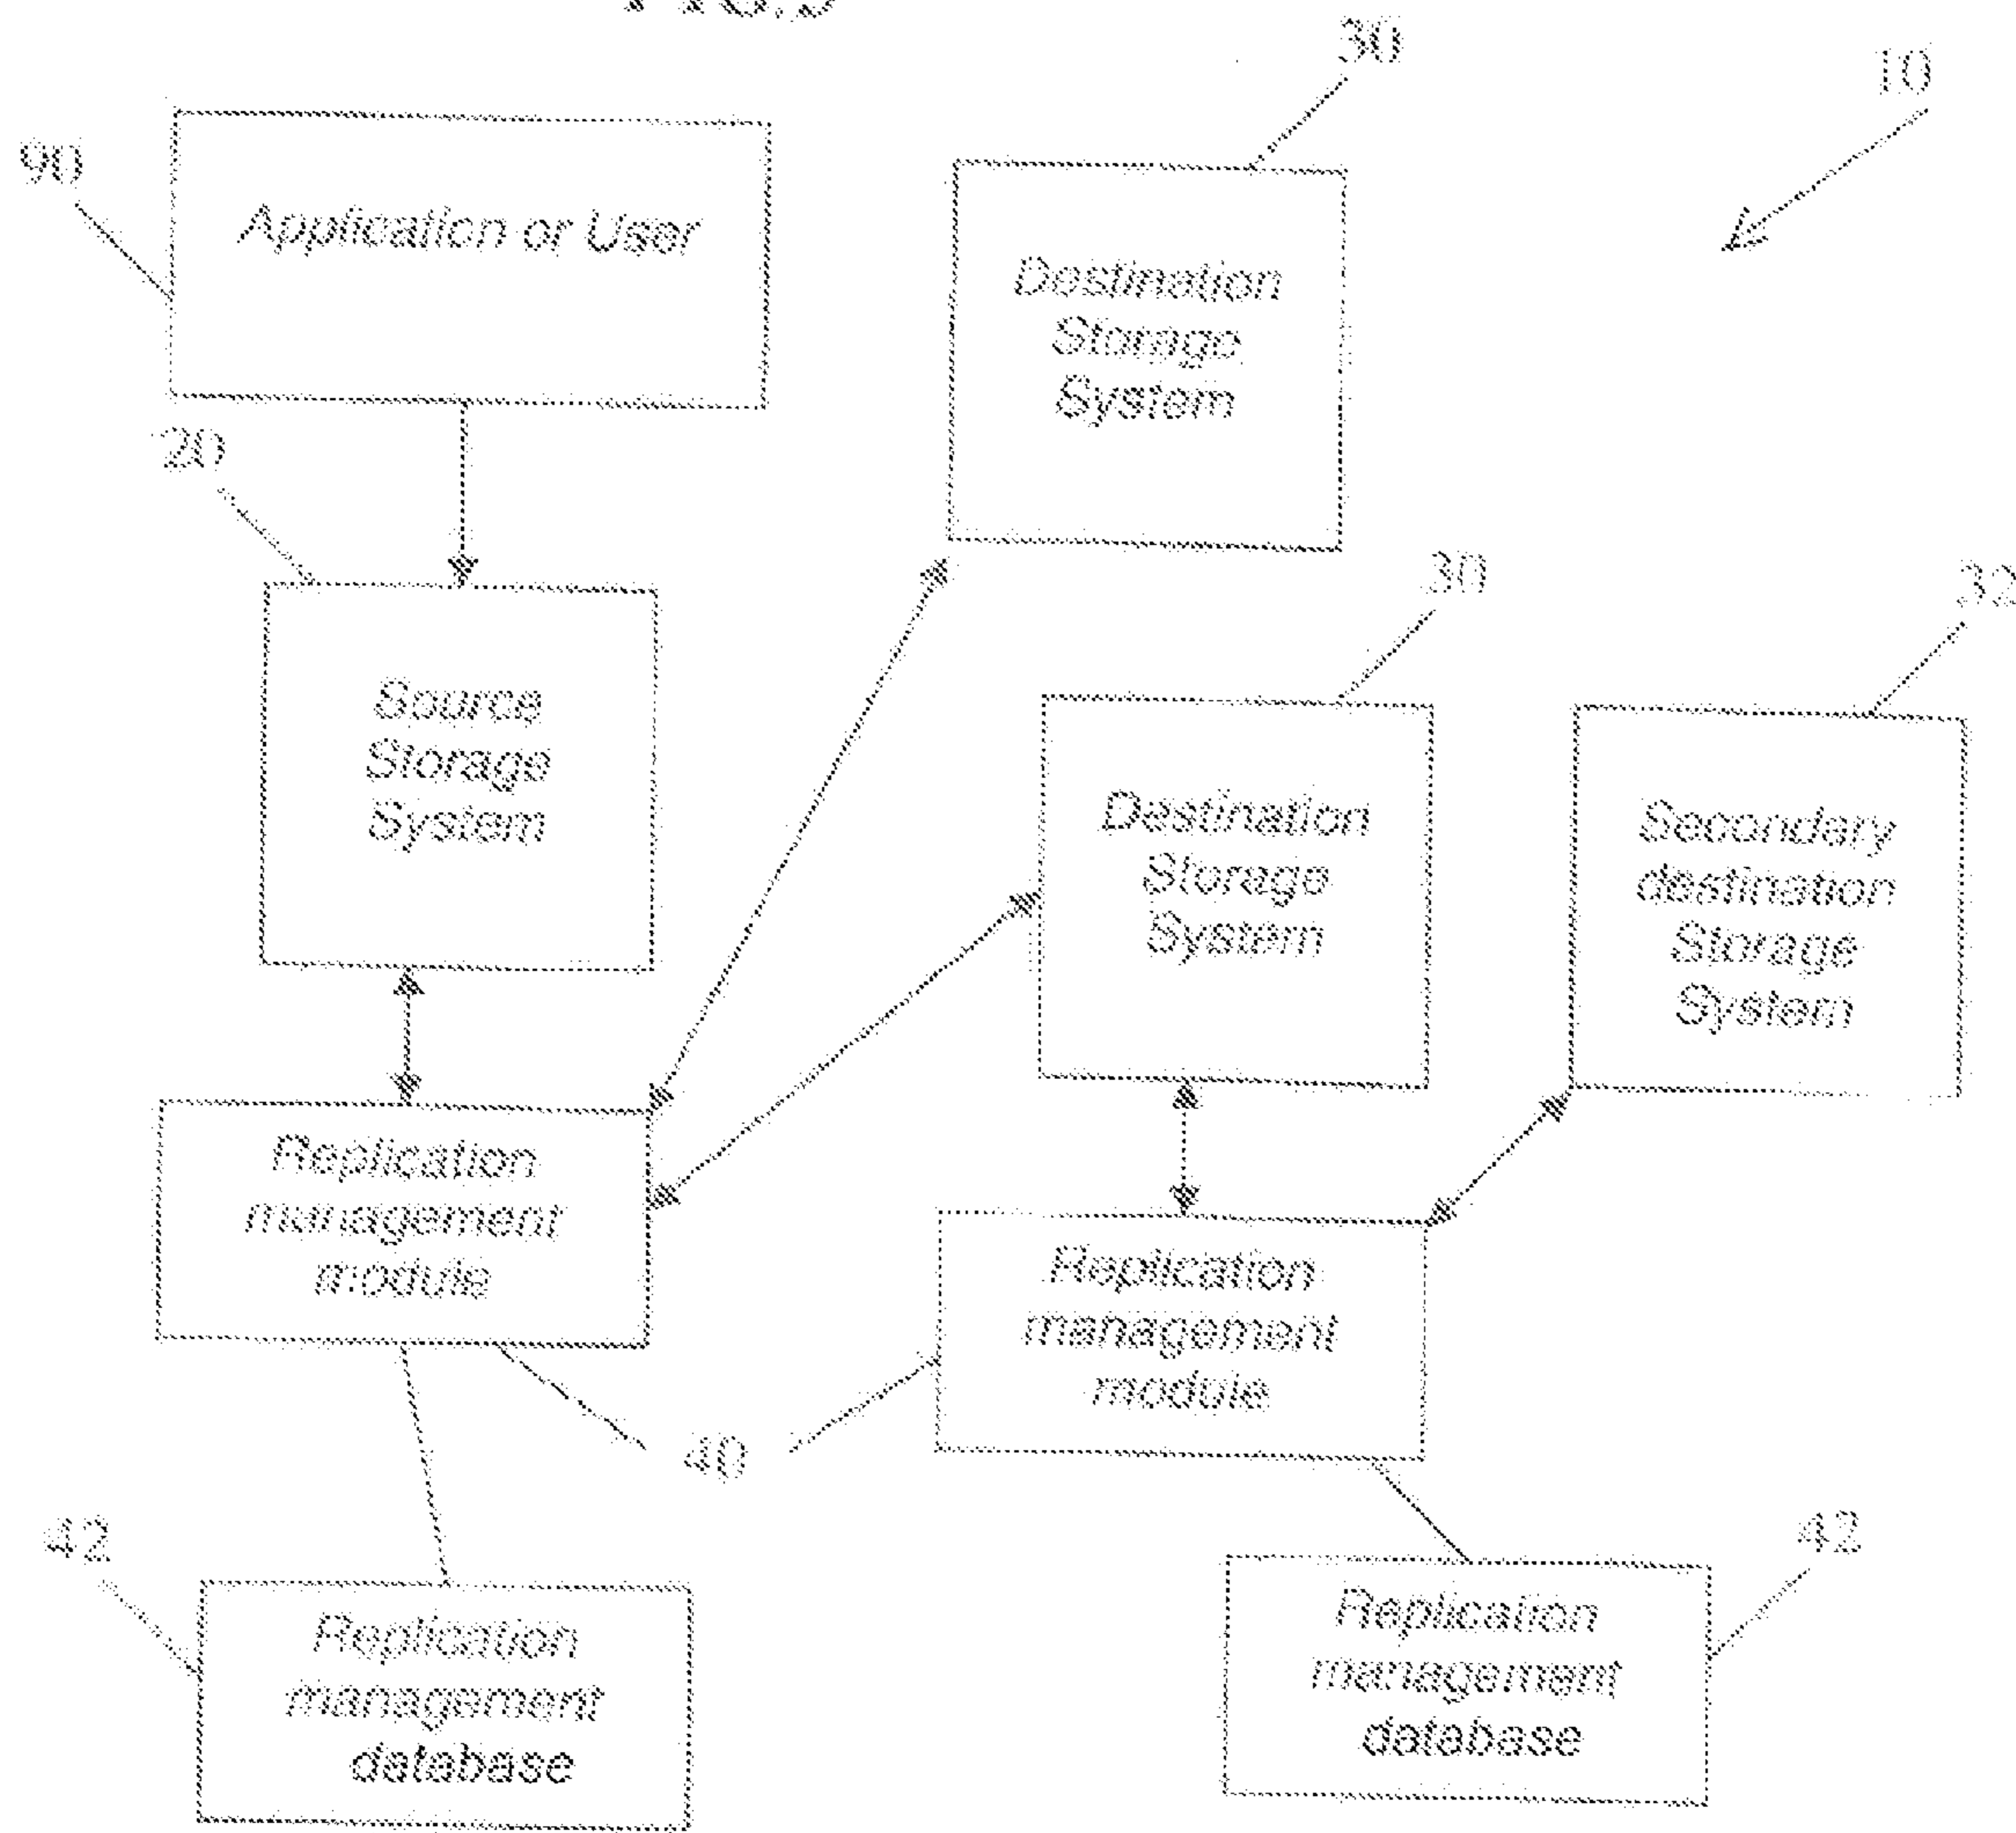 30
10
90
Application or User
Destination
Storage
System
20
30
32
Source
Storage
System
Destination
Storage
System
Secondary
destination
Storage
System
Replication
management
module
Replication
management
module
40
42
42
Replication
management
database
Replication
management
database